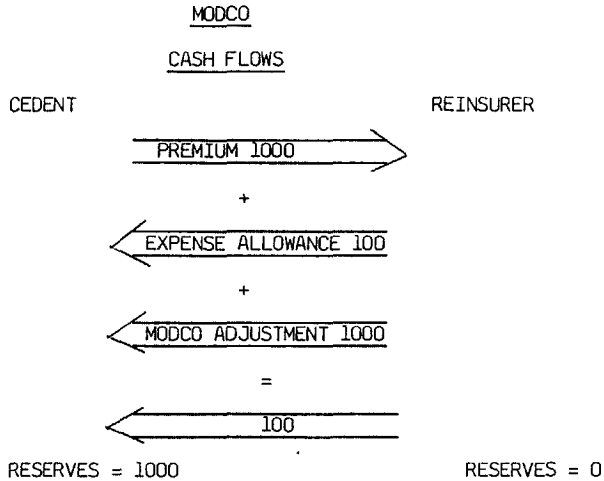 MODCO
CASH FLOWS
CEDENT REINSURER
PREMIUM 1000
+
EXPENSE ALLOWANCE 100
+
MODCO ADJUSTMENT 1000
=
100
RESERVES = 1000 RESERVES = 0